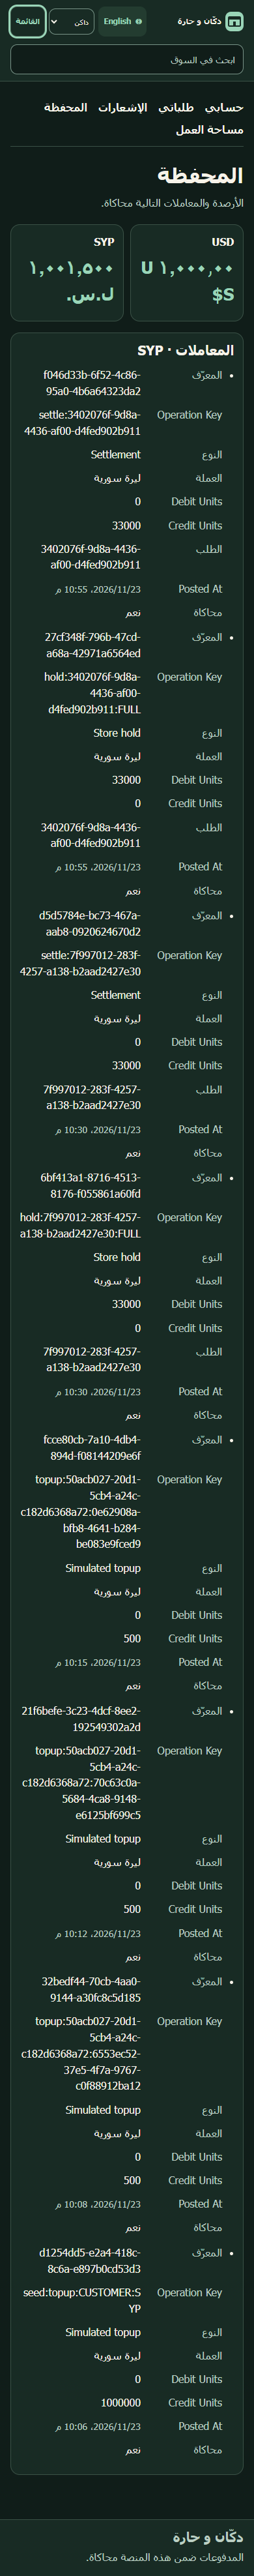 دكّان و حارة
English
داكن
القائمة
ابحث في السوق
حسابي طلباتي الإشعارات المحفظة
مساحة العمل
المحفظة
الأرصدة والمعاملات التالية محاكاة.
USD
١,٠٠٠٫٠٠ U
S$
SYP
١,٠٠١,٥٠٠
ل.س.
المعاملات · SYP
المعرّف
f046d33b-6f52-4c86-
95a0-4b6a64323da2
Operation Key
settle:3402076f-9d8a-
4436-af00-d4fed902b911
النوع
Settlement
العملة
ليرة سورية
Debit Units
0
Credit Units
33000
الطلب
3402076f-9d8a-4436-
af00-d4fed902b911
Posted At
2026/11/23، 10:55 م
محاكاة
نعم
المعرّف
27cf348f-796b-47cd-
a68a-42971a6564ed
Operation Key
hold:3402076f-9d8a-
4436-af00-
d4fed902b911:FULL
النوع
Store hold
العملة
ليرة سورية
Debit Units
33000
Credit Units
0
الطلب
3402076f-9d8a-4436-
af00-d4fed902b911
Posted At
2026/11/23، 10:55 م
محاكاة
نعم
المعرّف
d5d5784e-bc73-467a-
aab8-0920624670d2
Operation Key
settle:7f997012-283f-
4257-a138-b2aad2427e30
النوع
Settlement
العملة
ليرة سورية
Debit Units
0
Credit Units
33000
الطلب
7f997012-283f-4257-
a138-b2aad2427e30
Posted At
2026/11/23، 10:30 م
محاكاة
نعم
المعرّف
6bf413a1-8716-4513-
8176-f055861a60fd
Operation Key
hold:7f997012-283f-4257-
a138-b2aad2427e30:FULL
النوع
Store hold
العملة
ليرة سورية
Debit Units
33000
Credit Units
0
الطلب
7f997012-283f-4257-
a138-b2aad2427e30
Posted At
2026/11/23، 10:30 م
محاكاة
نعم
المعرّف
fcce80cb-7a10-4db4-
894d-f08144209e6f
Operation Key
topup:50acb027-20d1-
5cb4-a24c-
c182d6368a72:0e62908a-
bfb8-4641-b284-
be083e9fced9
النوع
Simulated topup
العملة
ليرة سورية
Debit Units
0
Credit Units
500
Posted At
2026/11/23، 10:15 م
محاكاة
نعم
المعرّف
21f6befe-3c23-4dcf-8ee2-
192549302a2d
Operation Key
topup:50acb027-20d1-
5cb4-a24c-
c182d6368a72:70c63c0a-
5684-4ca8-9148-
e6125bf699c5
النوع
Simulated topup
العملة
ليرة سورية
Debit Units
0
Credit Units
500
Posted At
2026/11/23، 10:12 م
محاكاة
نعم
المعرّف
32bedf44-70cb-4aa0-
9144-a30fc8c5d185
Operation Key
topup:50acb027-20d1-
5cb4-a24c-
c182d6368a72:6553ec52-
37e5-4f7a-9767-
c0f88912ba12
النوع
Simulated topup
العملة
ليرة سورية
Debit Units
0
Credit Units
500
Posted At
2026/11/23، 10:08 م
محاكاة
نعم
المعرّف
d1254dd5-e2a4-418c-
8c6a-e897b0cd53d3
Operation Key
seed:topup:CUSTOMER:S
YP
النوع
Simulated topup
العملة
ليرة سورية
Debit Units
0
Credit Units
1000000
Posted At
2026/11/23، 10:06 م
محاكاة
نعم
دكّان و حارة
المدفوعات ضمن هذه المنصة محاكاة.